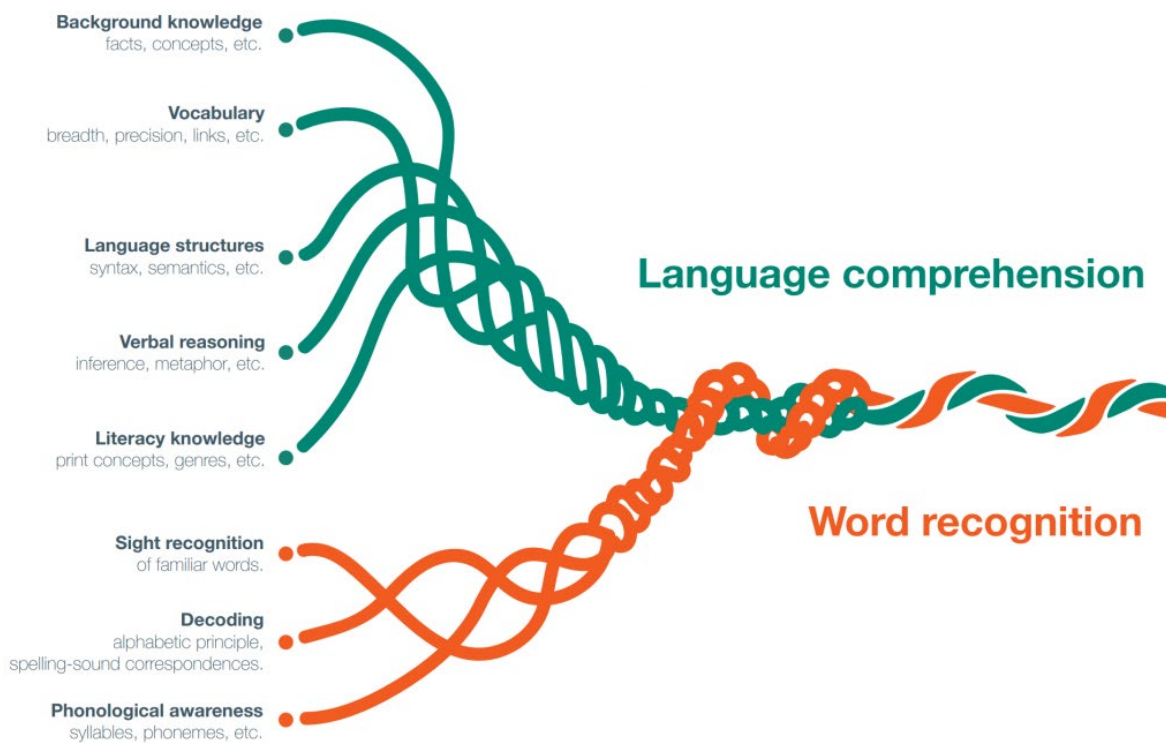 Background knowledge
facts, concepts, etc.
Vocabulary
breadth, precision, links, etc.
Language structures
syntax, semantics, etc.
Verbal reasoning
inference, metaphor, etc.
Literacy knowledge
print concepts, genres, etc.
Language comprehension
Word recognition
Sight recognition
of familiar words.
Decoding
alphabetic principle,
spelling-sound correspondences.
Phonological awareness
syllables, phonemes, etc.